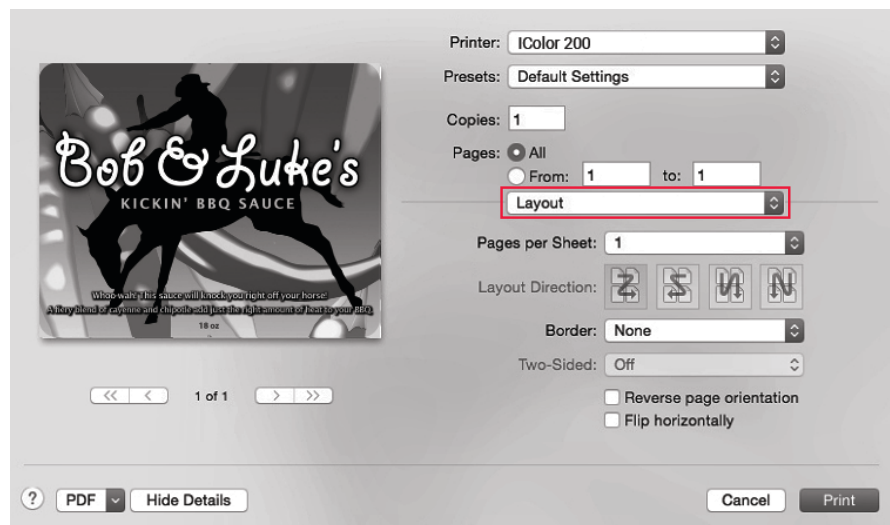 Printer: IColor 200
Presets: Default Settings
Copies: 1
Pages: All
From: 1 to: 1
Layout
Pages per Sheet: 1
Layout Direction:
Border: None
Two-Sided: Off
Reverse page orientation
Flip horizontally
Bob & Luke's
KICKIN' BBQ SAUCE
Whoo wah! This sauce will knock you right off your horse!
A fiery blend of cayenne and chipotle add just the right amount of heat to your BBQ.
18 oz
<< < 1 of 1 > >>
? PDF Hide Details Cancel Print